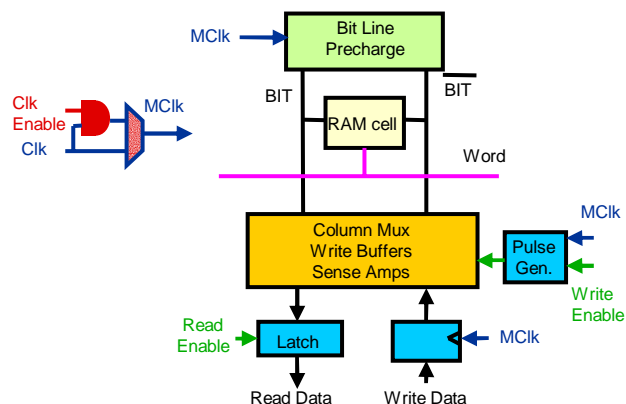 MClk
Bit Line
Precharge
BIT
BIT
Clk
Enable
MClk
Clk
RAM cell
Word
Column Mux
Write Buffers
Sense Amps
MClk
Pulse
Gen.
Write
Enable
Read
Enable
Latch
MClk
Read Data
Write Data